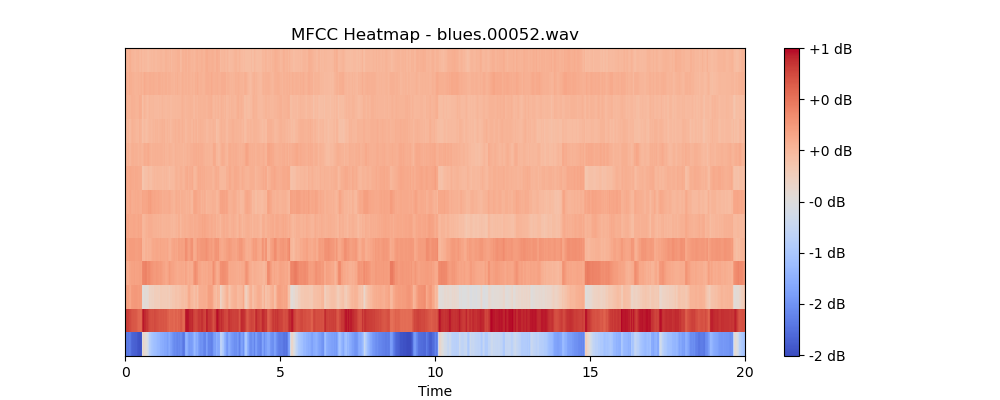 MFCC Heatmap - blues.00052.wav
+1 dB
+0 dB
+0 dB
-0 dB
-1 dB
-2 dB
-2 dB
0 5 10 15 20
Time